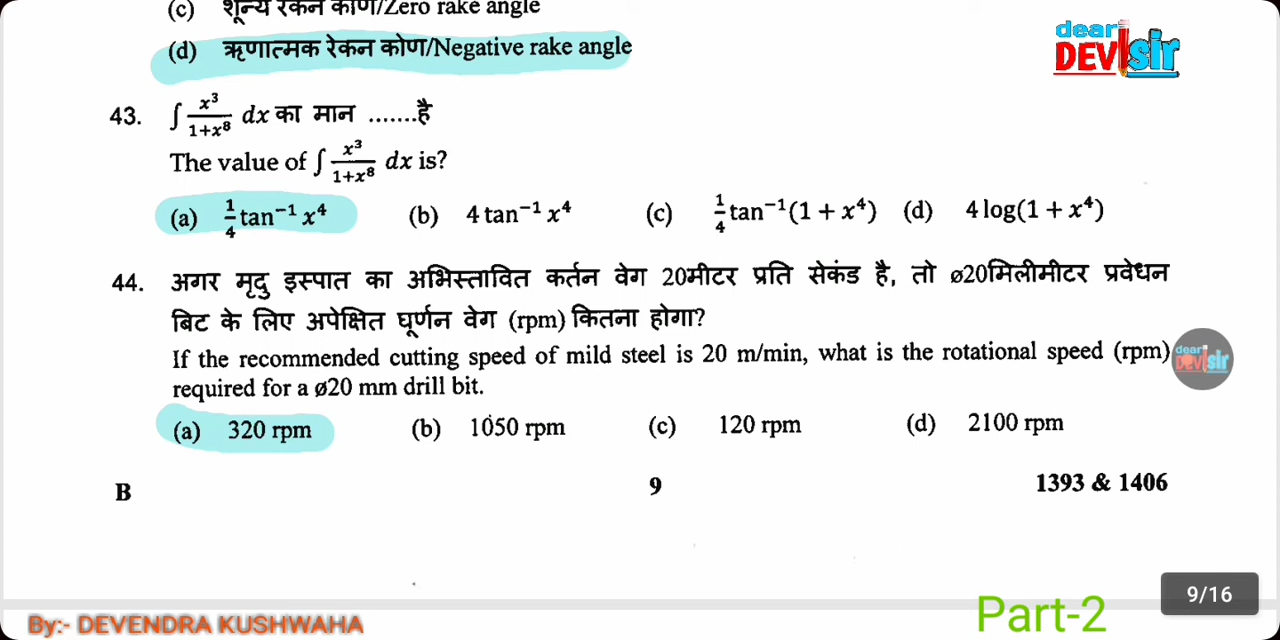 (c) शून्य रेकन कोण/Zero rake angle
(d) ऋणात्मक रेकन कोण/Negative rake angle
dear
DEVIsir
43. ∫ x³/1+x⁸ dx का मान .......है
The value of ∫ x³/1+x⁸ dx is?
(a) 1/4 tan⁻¹ x⁴ (b) 4 tan⁻¹ x⁴ (c) 1/4 tan⁻¹(1 + x⁴) (d) 4 log(1 + x⁴)
44. अगर मृदु इस्पात का अभिस्तावित कर्तन वेग 20मीटर प्रति सेकंड है, तो ø20मिलीमीटर प्रवेधन
बिट के लिए अपेक्षित घूर्णन वेग (rpm) कितना होगा?
If the recommended cutting speed of mild steel is 20 m/min, what is the rotational speed (rpm)
required for a ø20 mm drill bit.
dear
DEVIsir
(a) 320 rpm (b) 1050 rpm (c) 120 rpm (d) 2100 rpm
B 9 1393 & 1406
9/16
Part-2
By:- DEVENDRA KUSHWAHA